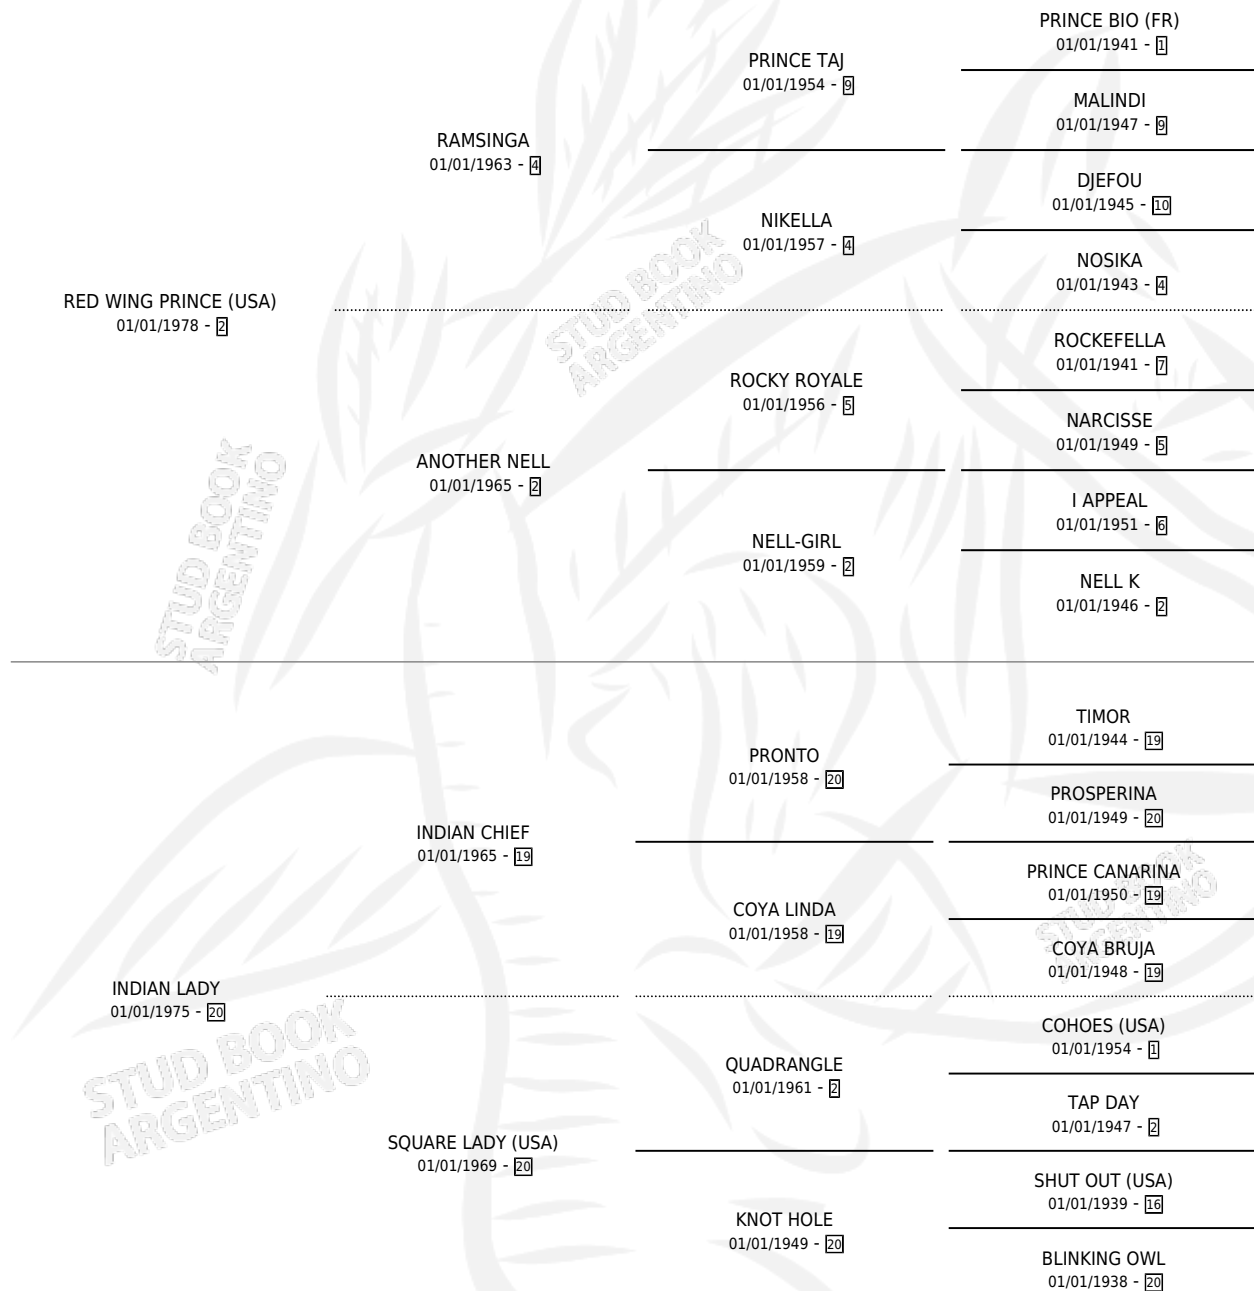 PRINCE BIO (FR)
01/01/1941 - 1
PRINCE TAJ
01/01/1954 - 9
MALINDI
01/01/1947 - 9
RAMSINGA
01/01/1963 - 4
DJEFOU
01/01/1945 - 10
NIKELLA
01/01/1957 - 4
NOSIKA
01/01/1943 - 4
RED WING PRINCE (USA)
01/01/1978 - 2
ROCKEFELLA
01/01/1941 - 7
ROCKY ROYALE
01/01/1956 - 5
NARCISSE
01/01/1949 - 5
ANOTHER NELL
01/01/1965 - 2
I APPEAL
01/01/1951 - 6
NELL-GIRL
01/01/1959 - 2
NELL K
01/01/1946 - 2
TIMOR
01/01/1944 - 19
PRONTO
01/01/1958 - 20
PROSPERINA
01/01/1949 - 20
INDIAN CHIEF
01/01/1965 - 19
PRINCE CANARINA
01/01/1950 - 19
COYA LINDA
01/01/1958 - 19
COYA BRUJA
01/01/1948 - 19
INDIAN LADY
01/01/1975 - 20
COHOES (USA)
01/01/1954 - 1
QUADRANGLE
01/01/1961 - 2
TAP DAY
01/01/1947 - 2
SQUARE LADY (USA)
01/01/1969 - 20
SHUT OUT (USA)
01/01/1939 - 16
KNOT HOLE
01/01/1949 - 20
BLINKING OWL
01/01/1938 - 20
STUD BOOK
ARGENTINO
STUD BOOK
ARGENTINO
STUD BOOK
ARGENTINO
STUD BOOK
ARGENTINO